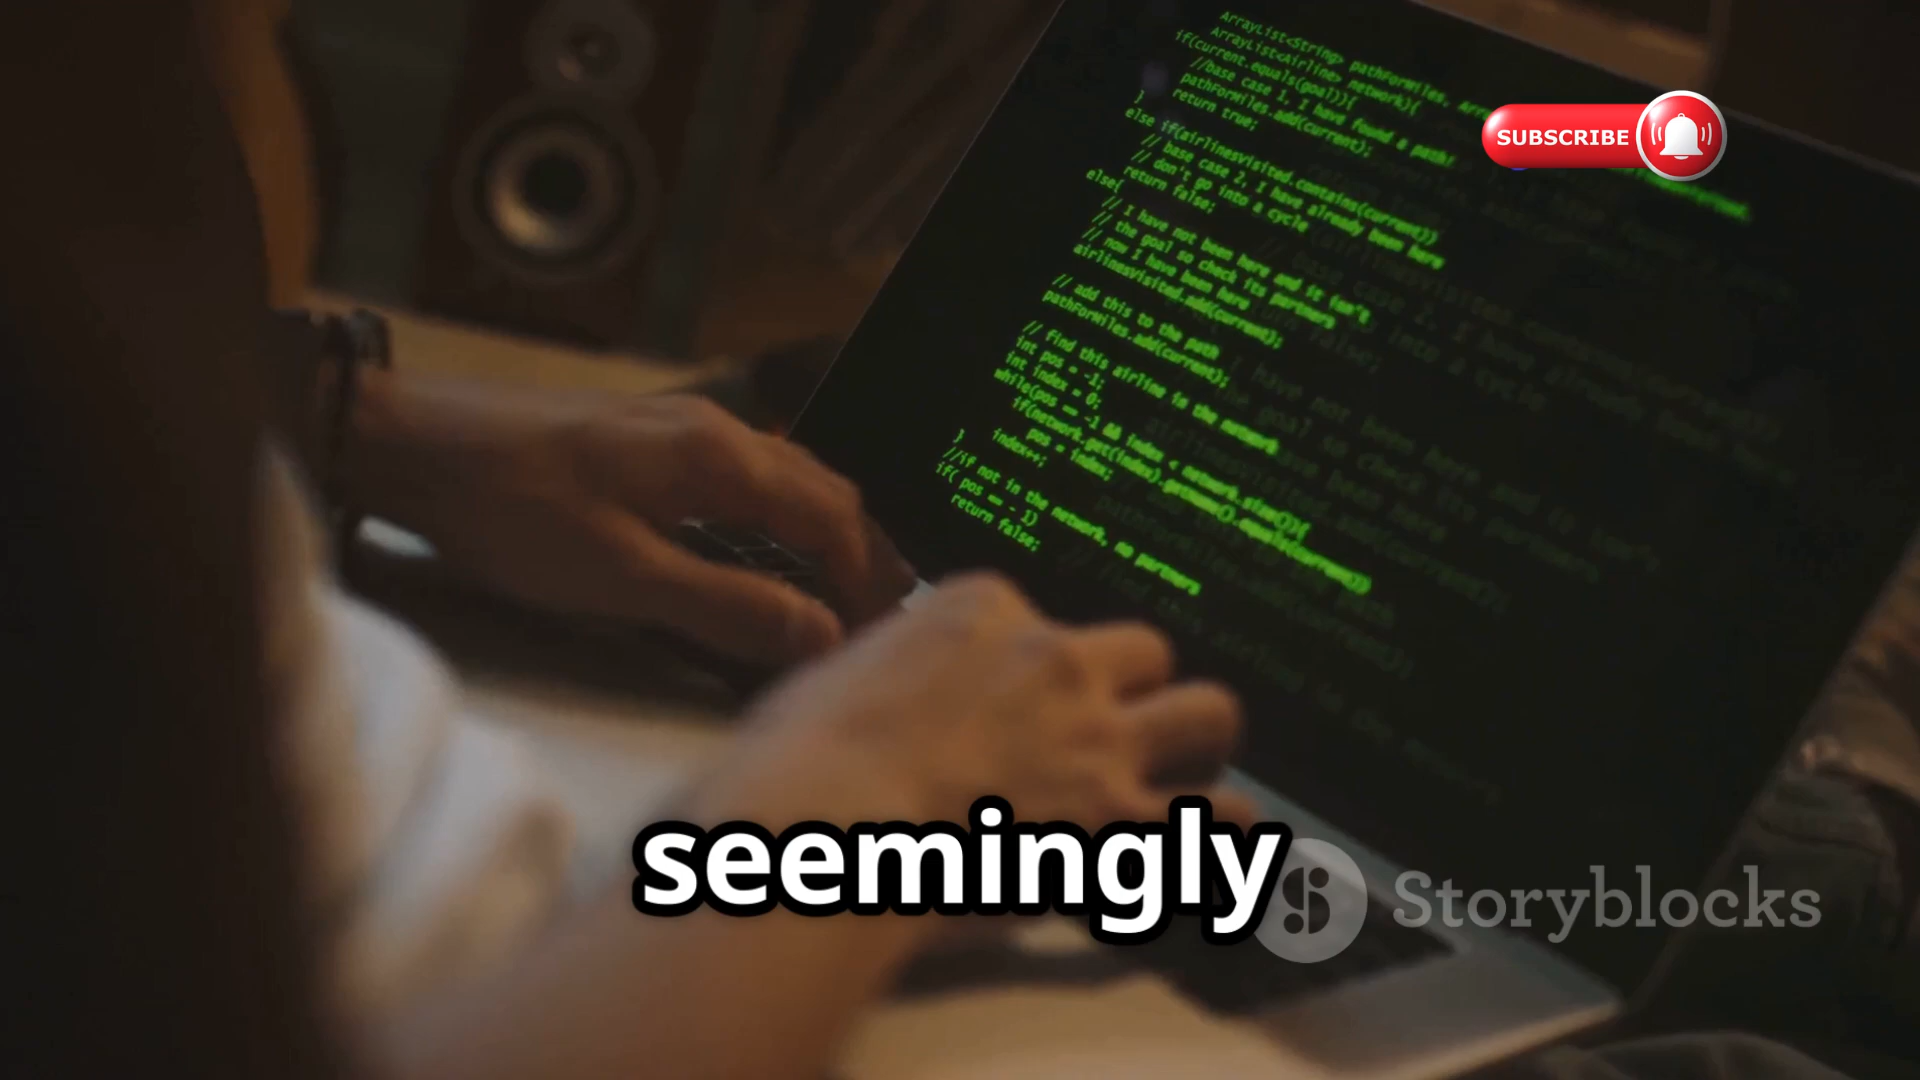 ArrayList<String> pathForMiles,
ArrayList<Airline> network){
if(current.equals(goal)){
//base case 1, I have found a path!
pathForMiles.add(current);
return true;
}
else if(airlinesVisited.contains(current))
// base case 2, I have already been here
// don't go into a cycle
return false;
else{
// I have not been here and it isn't
// the goal so check its partners
// now I have been here
airlinesVisited.add(current);
// add this to the path
pathForMiles.add(current);
// find this airline in the network
int pos = -1;
int index = 0;
while(pos == -1 && index < network.size()){
if(network.get(index).getName().equals(current))
pos = index;
index++;
}
//if not in the network, no partners
if( pos == - 1)
return false;
SUBSCRIBE
seemingly
Storyblocks